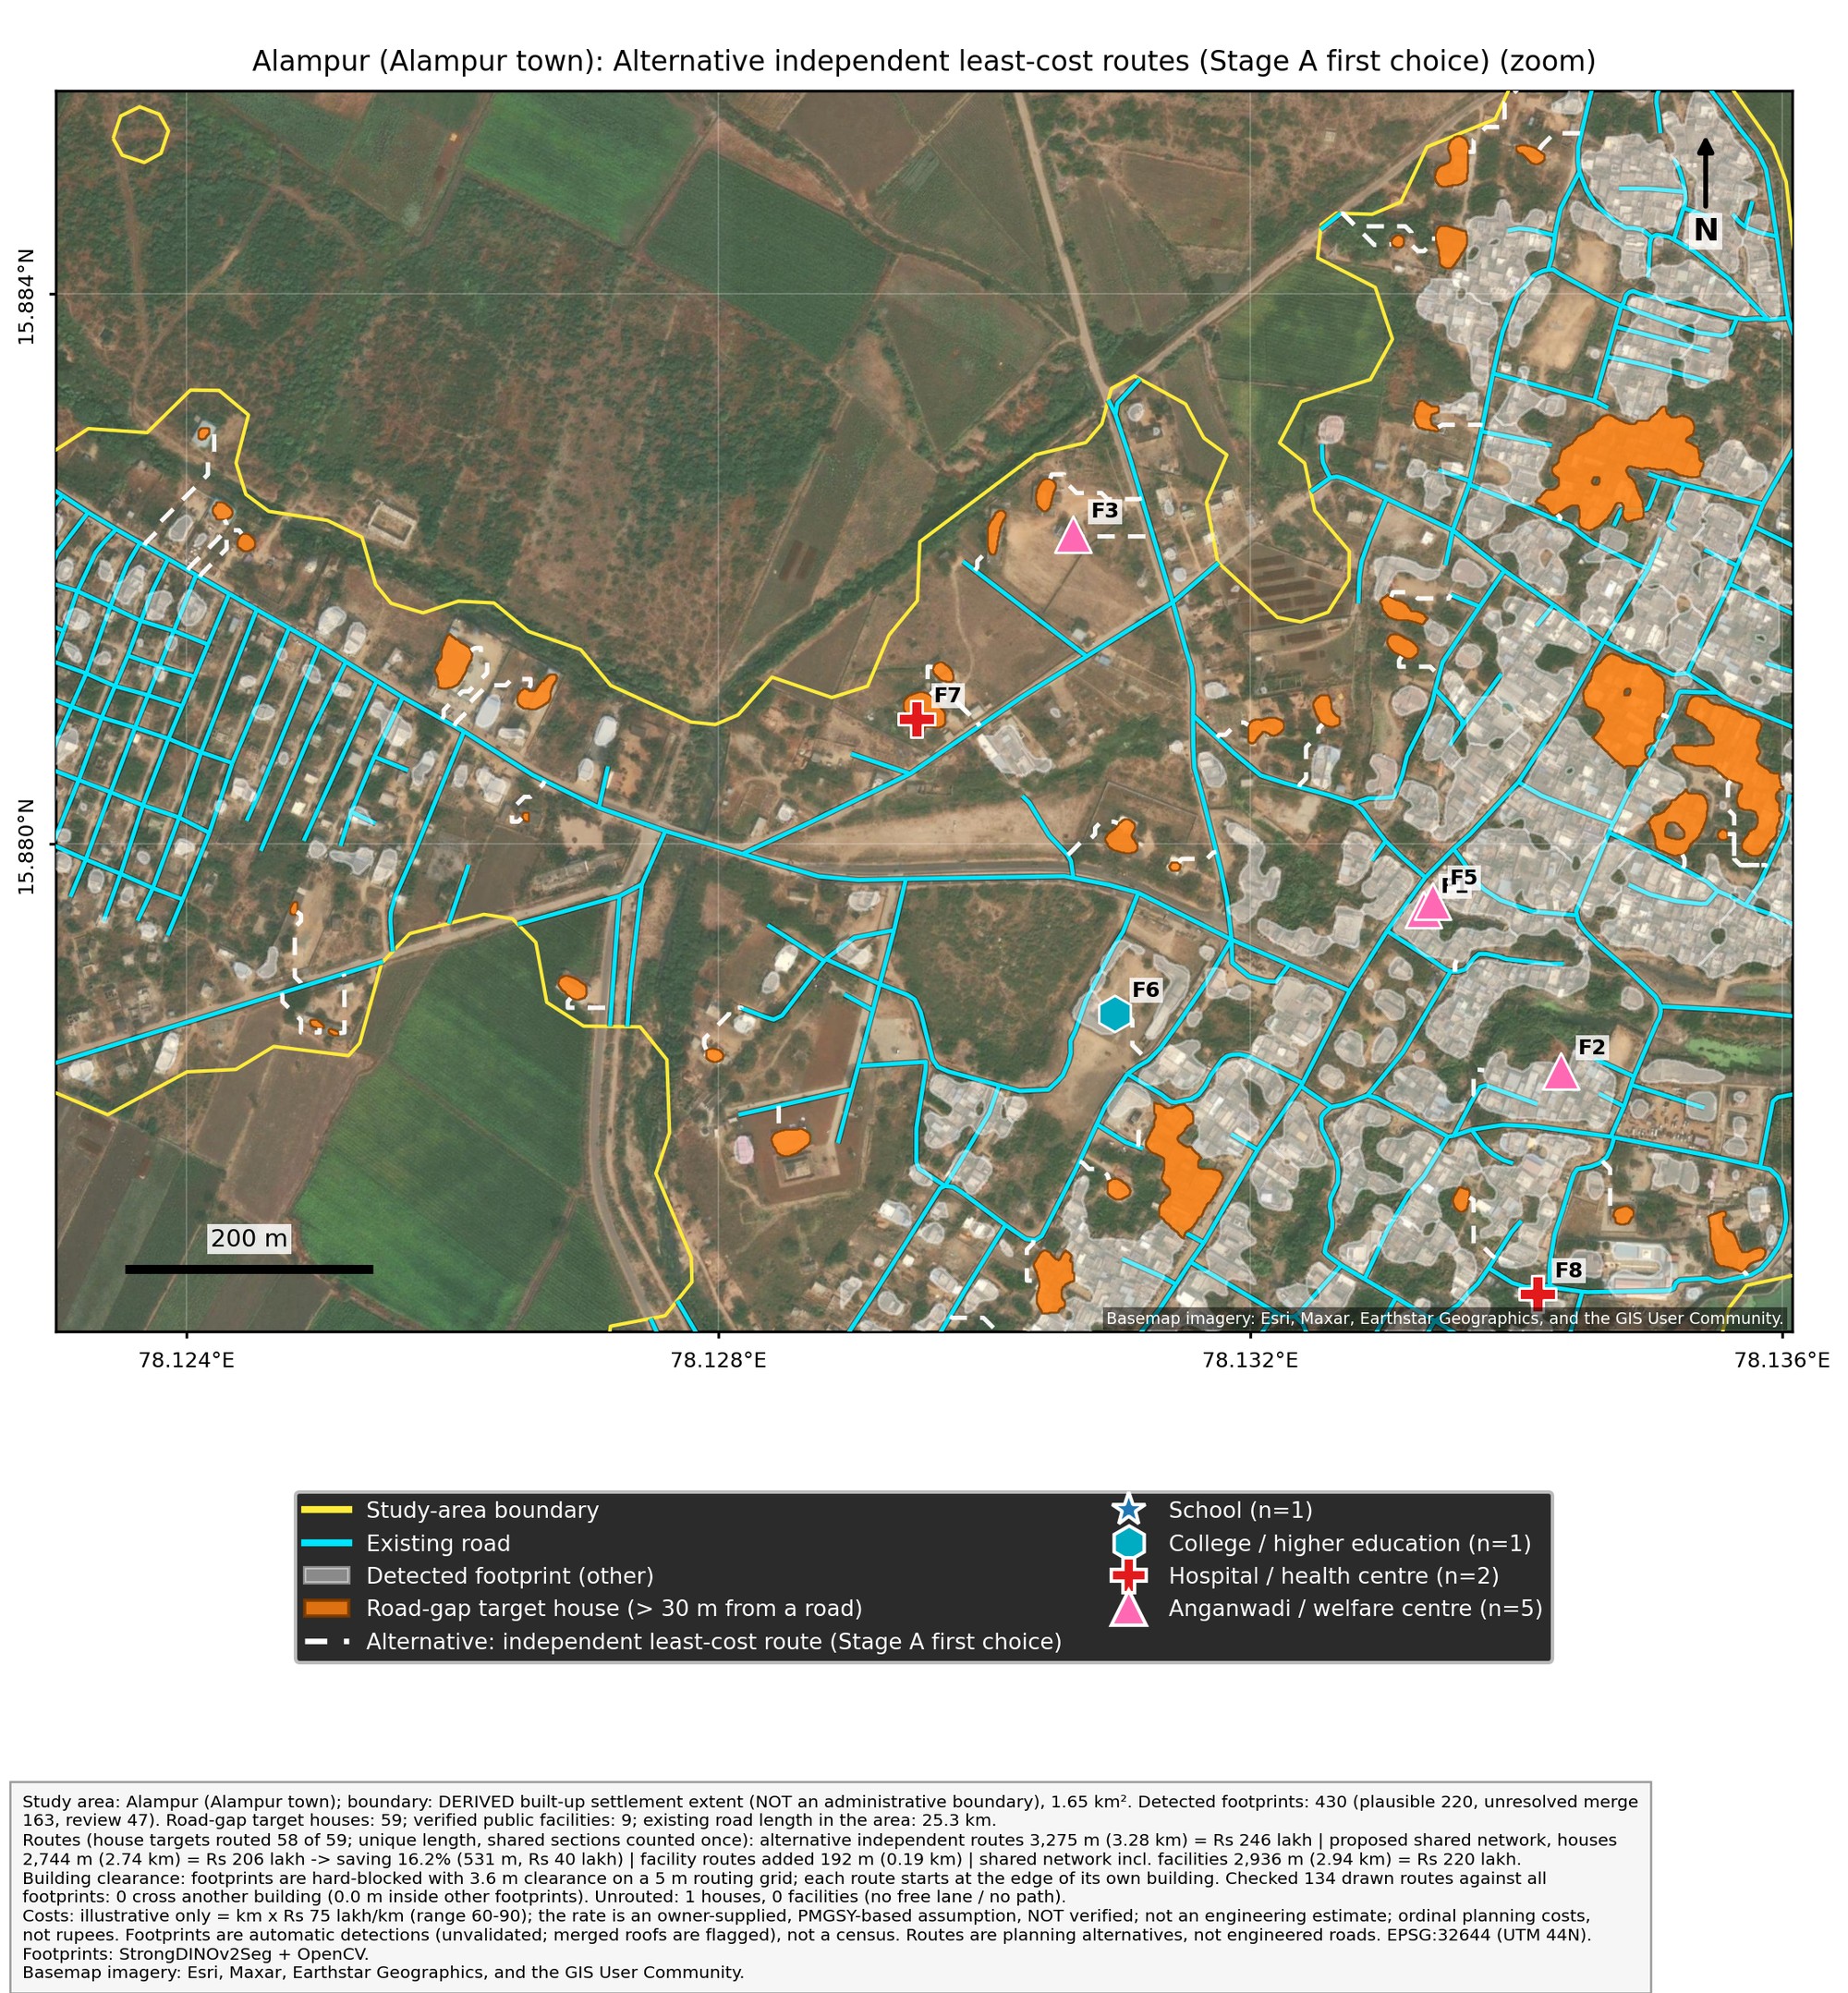 Alampur (Alampur town): Alternative independent least-cost routes (Stage A first choice) (zoom)
N
15.884°N
F3
F7
15.880°N
F5
F6
F2
200 m
F8
Basemap imagery: Esri, Maxar, Earthstar Geographics, and the GIS User Community.
78.124°E
78.128°E
78.132°E
78.136°E
Study-area boundary
Existing road
Detected footprint (other)
Road-gap target house (> 30 m from a road)
Alternative: independent least-cost route (Stage A first choice)
School (n=1)
College / higher education (n=1)
Hospital / health centre (n=2)
Anganwadi / welfare centre (n=5)
Study area: Alampur (Alampur town); boundary: DERIVED built-up settlement extent (NOT an administrative boundary), 1.65 km². Detected footprints: 430 (plausible 220, unresolved merge
163, review 47). Road-gap target houses: 59; verified public facilities: 9; existing road length in the area: 25.3 km.
Routes (house targets routed 58 of 59; unique length, shared sections counted once): alternative independent routes 3,275 m (3.28 km) = Rs 246 lakh | proposed shared network, houses
2,744 m (2.74 km) = Rs 206 lakh -> saving 16.2% (531 m, Rs 40 lakh) | facility routes added 192 m (0.19 km) | shared network incl. facilities 2,936 m (2.94 km) = Rs 220 lakh.
Building clearance: footprints are hard-blocked with 3.6 m clearance on a 5 m routing grid; each route starts at the edge of its own building. Checked 134 drawn routes against all
footprints: 0 cross another building (0.0 m inside other footprints). Unrouted: 1 houses, 0 facilities (no free lane / no path).
Costs: illustrative only = km x Rs 75 lakh/km (range 60-90); the rate is an owner-supplied, PMGSY-based assumption, NOT verified; not an engineering estimate; ordinal planning costs,
not rupees. Footprints are automatic detections (unvalidated; merged roofs are flagged), not a census. Routes are planning alternatives, not engineered roads. EPSG:32644 (UTM 44N).
Footprints: StrongDINOv2Seg + OpenCV.
Basemap imagery: Esri, Maxar, Earthstar Geographics, and the GIS User Community.